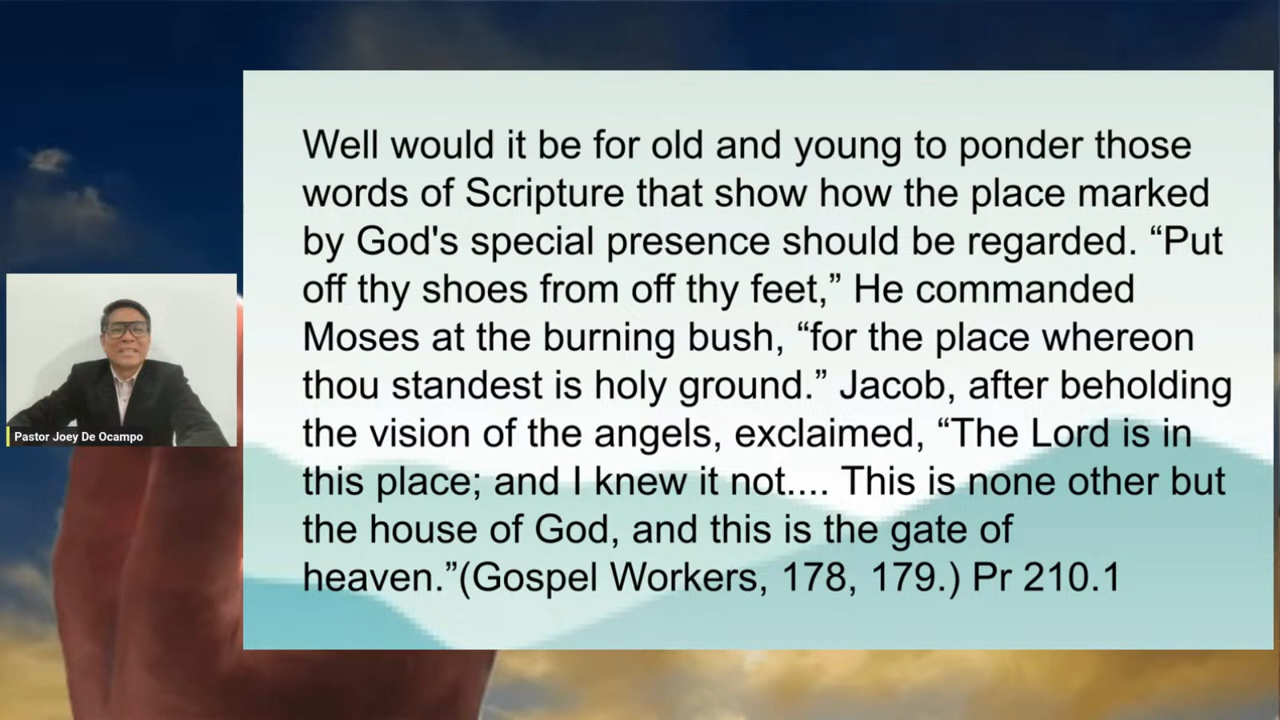 Well would it be for old and young to ponder those
words of Scripture that show how the place marked
by God's special presence should be regarded. “Put
off thy shoes from off thy feet,” He commanded
Moses at the burning bush, “for the place whereon
thou standest is holy ground.” Jacob, after beholding
the vision of the angels, exclaimed, “The Lord is in
this place; and I knew it not.... This is none other but
the house of God, and this is the gate of
heaven.”(Gospel Workers, 178, 179.) Pr 210.1
Pastor Joey De Ocampo